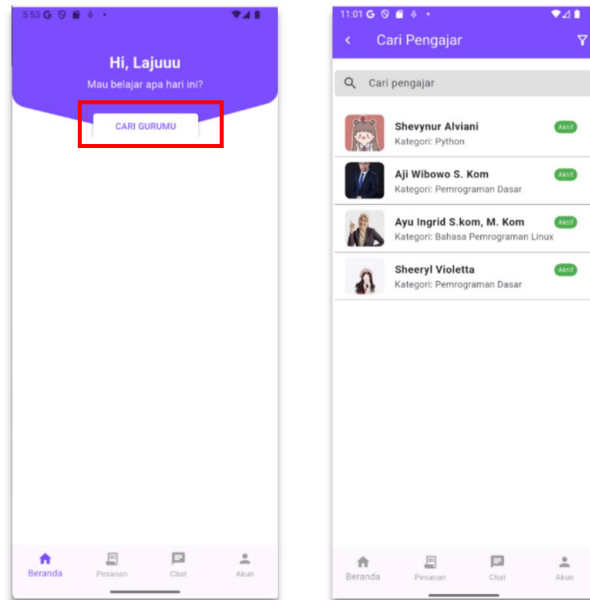 5:53
Hi, Lajuuu
Mau belajar apa hari ini?
CARI GURUMU
Beranda
Pesanan
Chat
Akun
11:01
Cari Pengajar
Cari pengajar
Shevynur Alviani
Aktif
Kategori: Python
Aji Wibowo S. Kom
Aktif
Kategori: Pemrograman Dasar
Ayu Ingrid S.kom, M. Kom
Aktif
Kategori: Bahasa Pemrograman Linux
Sheeryl Violetta
Aktif
Kategori: Pemrograman Dasar
Beranda
Pesanan
Chat
Akun